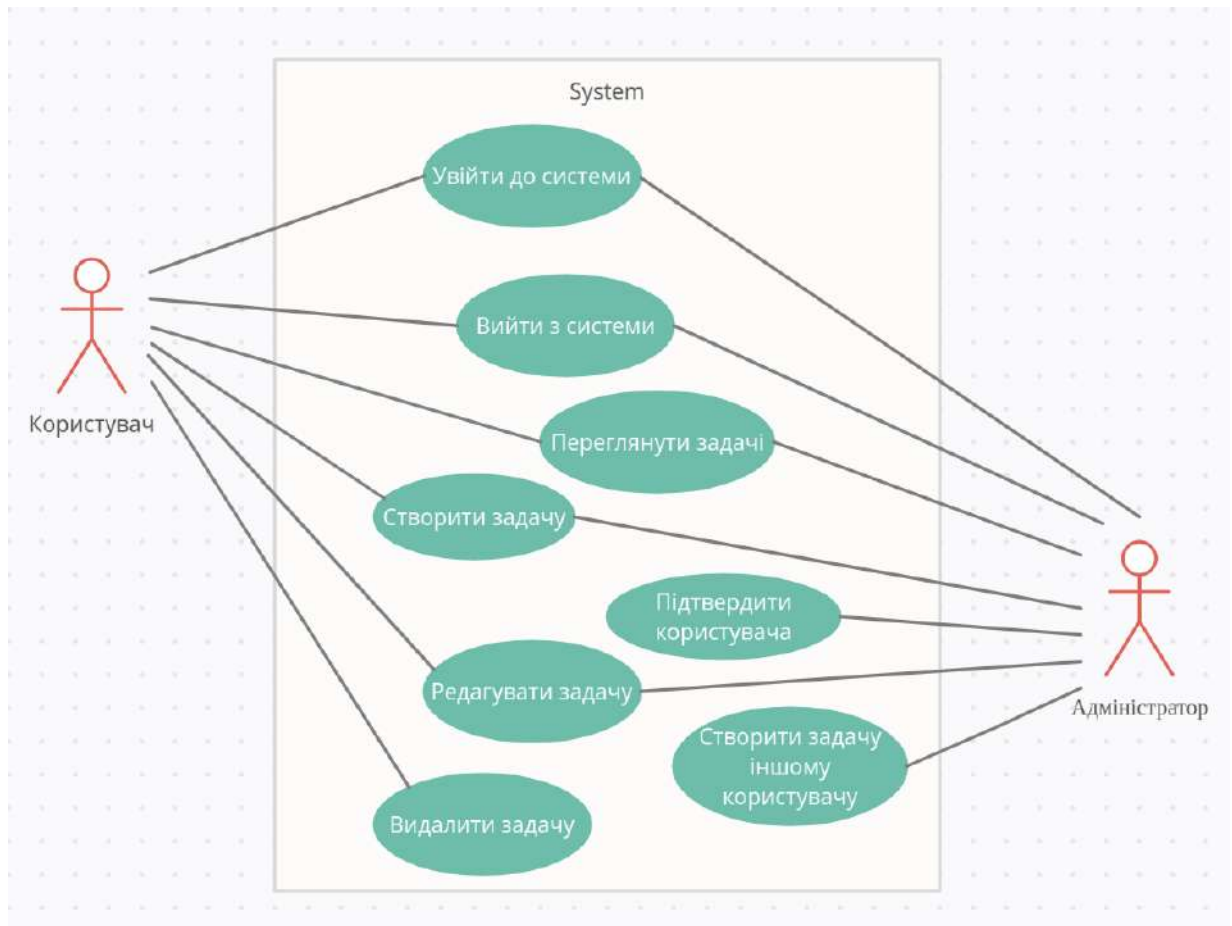 System
Увійти до системи
Вийти з системи
Користувач
Переглянути задачі
Створити задачу
Підтвердити
користувача
Редагувати задачу
Адміністратор
Створити задачу
іншому
користувачу
Видалити задачу